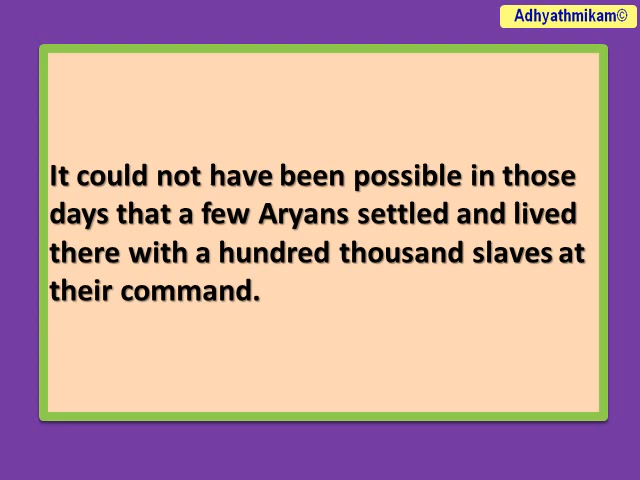 Adhyathmikam©
It could not have been possible in those
days that a few Aryans settled and lived
there with a hundred thousand slaves at
their command.